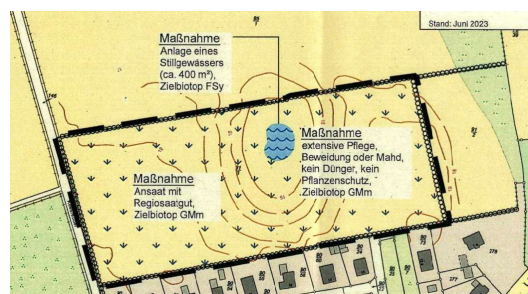 Stand: Juni 2023
Maßnahme
Anlage eines
Stillgewässers
(ca. 400 m²),
Zielbiotop FSy
Maßnahme
extensive Pflege,
Beweidung oder Mahd,
kein Dünger, kein
Pflanzenschutz,
Zielbiotop GMm
Maßnahme
Ansaat mit
Regiosaatgut,
Zielbiotop GMm